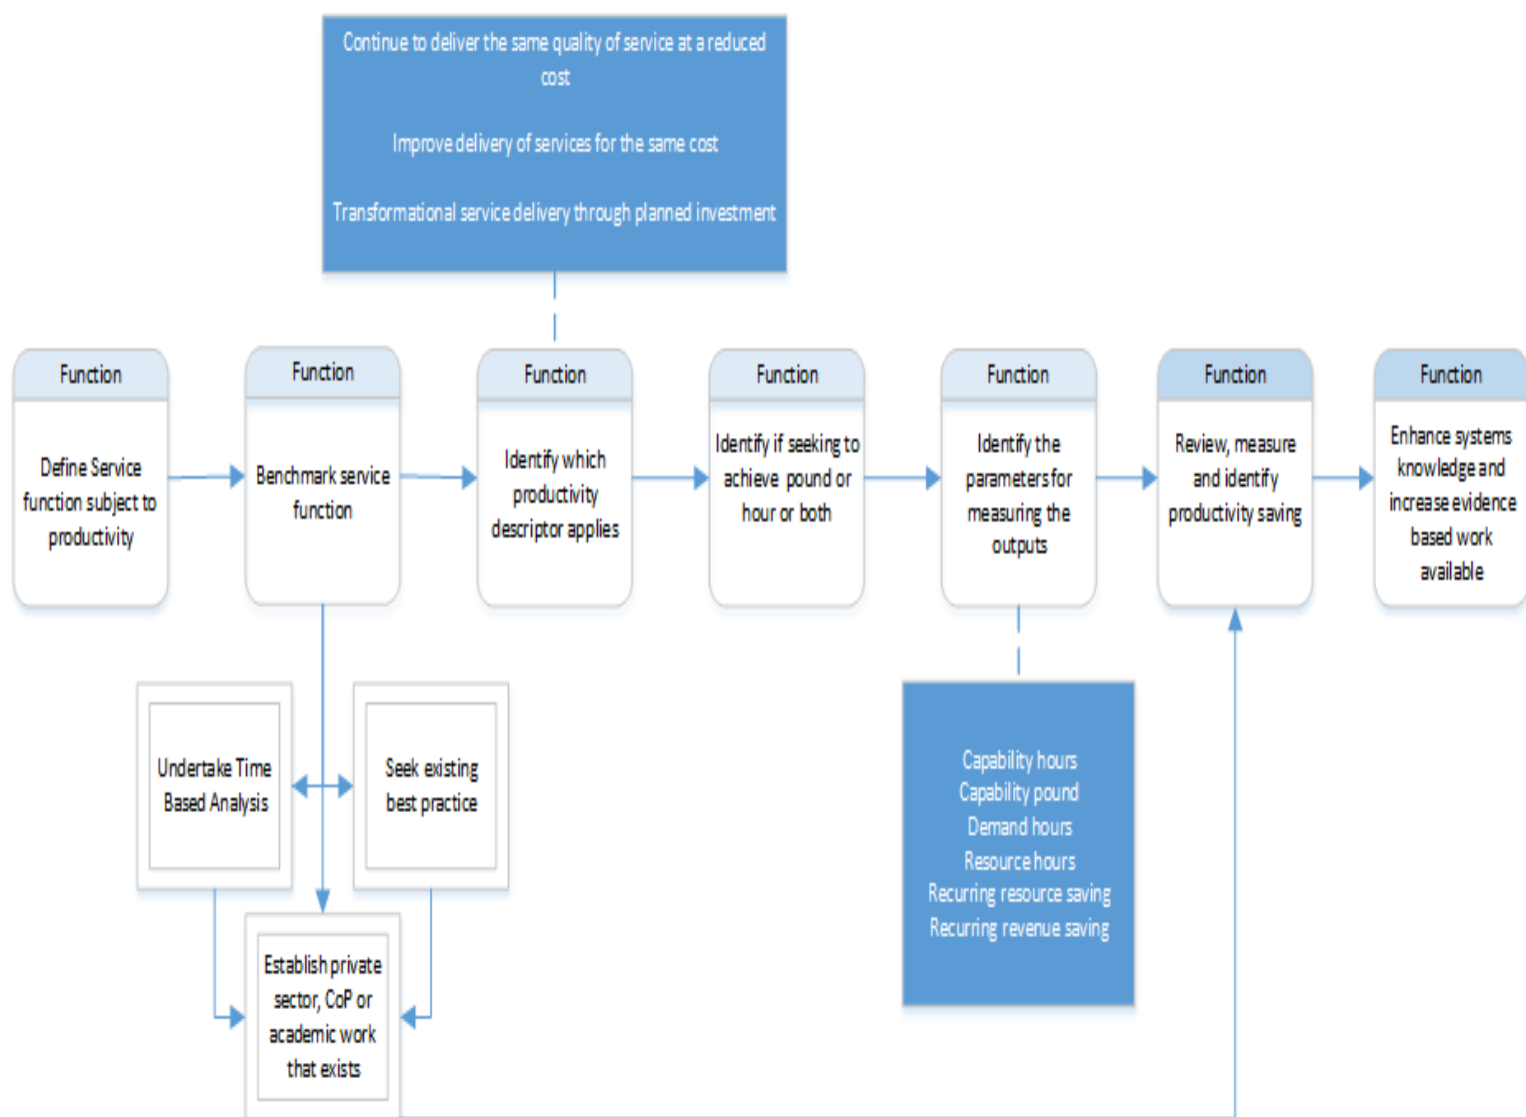 Continue to deliver the same quality of service at a reduced
cost
Improve delivery of services for the same cost
Transformational service delivery through planned investment
Function
Define Service
function subject to
productivity
Function
Benchmark service
function
Function
Identify which
productivity
descriptor applies
Function
Identify if seeking to
achieve pound or
hour or both
Function
Identify the
parameters for
measuring the
outputs
Function
Review, measure
and identify
productivity saving
Function
Enhance systems
knowledge and
increase evidence
based work
available
Undertake Time
Based Analysis
Seek existing
best practice
Establish private
sector, CoP or
academic work
that exists
Capability hours
Capability pound
Demand hours
Resource hours
Recurring resource saving
Recurring revenue saving